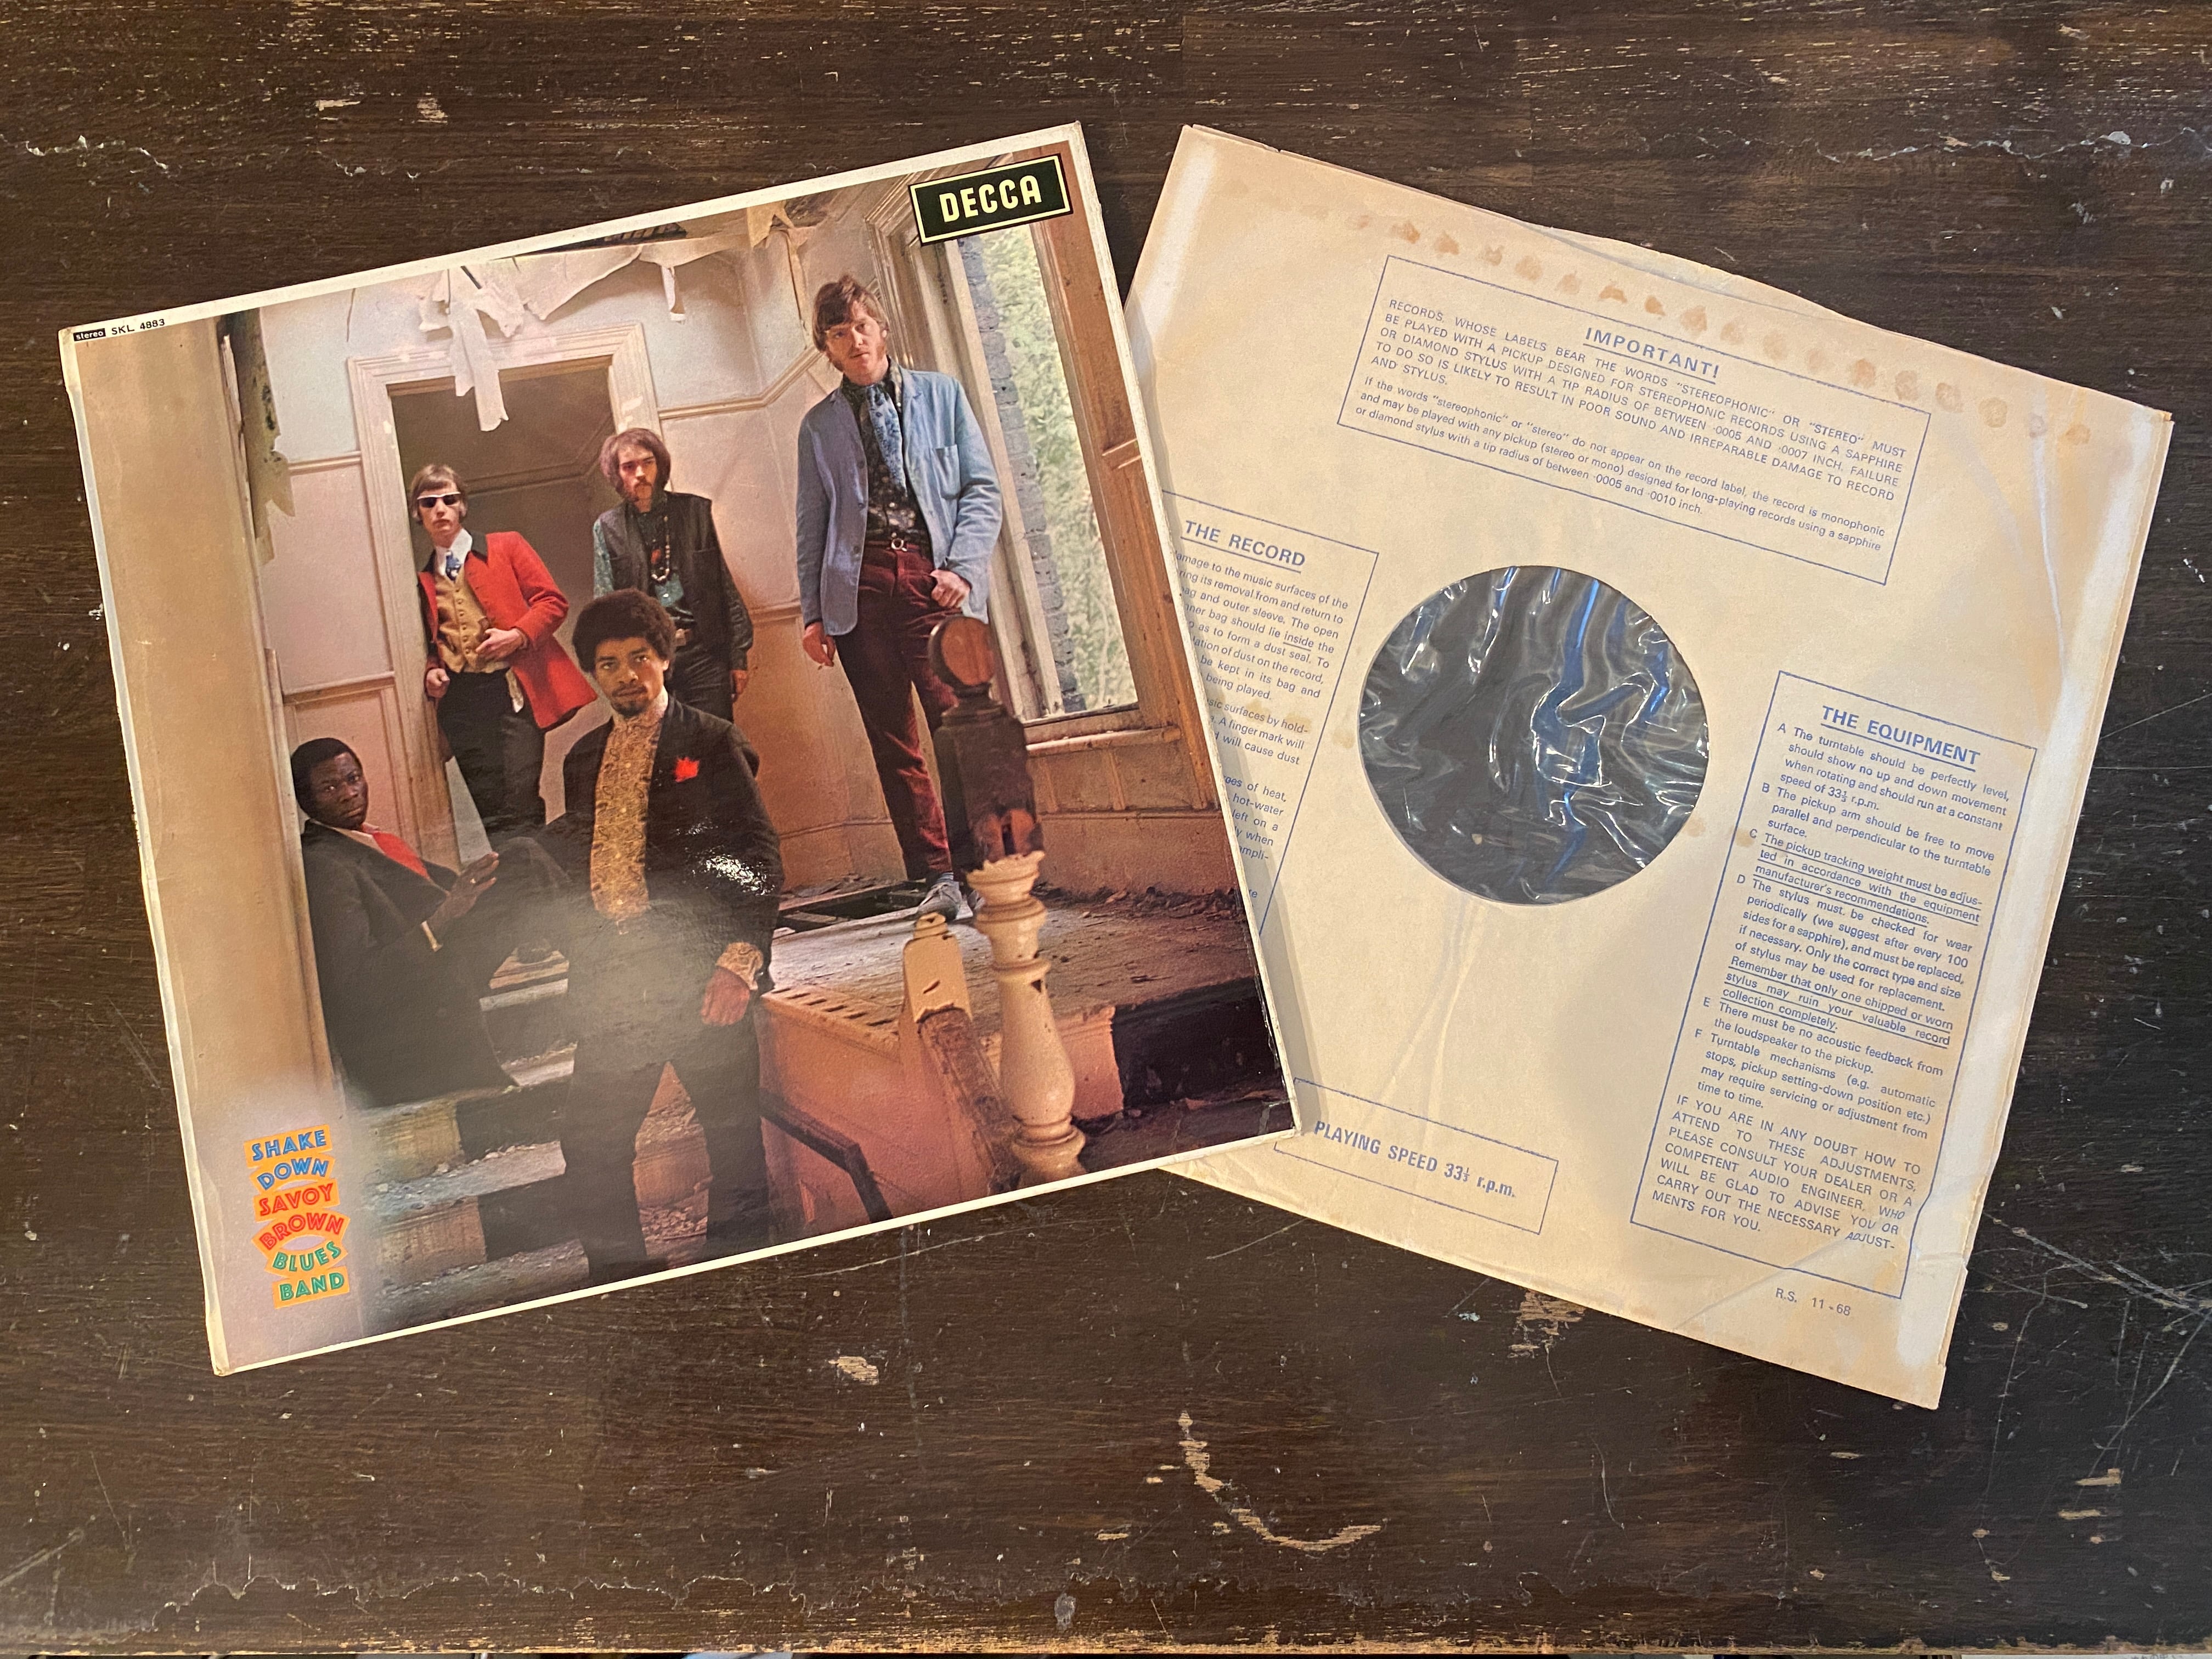 stereo SKL 4883
DECCA
SHAKE
DOWN
SAVOY
BROWN
BLUES
BAND
IMPORTANT!
RECORDS, WHOSE LABELS BEAR THE WORDS "STEREOPHONIC" OR "STEREO" MUST
BE PLAYED WITH A PICKUP DESIGNED FOR STEREOPHONIC RECORDS USING A SAPPHIRE
OR DIAMOND STYLUS WITH A TIP RADIUS OF BETWEEN ·0005 AND ·0007 INCH. FAILURE
TO DO SO IS LIKELY TO RESULT IN POOR SOUND AND IRREPARABLE DAMAGE TO RECORD
AND STYLUS.
If the words "stereophonic" or "stereo" do not appear on the record label, the record is monophonic
and may be played with any pickup (stereo or mono) designed for long-playing records using a sapphire
or diamond stylus with a tip radius of between ·0005 and ·0010 inch.
THE RECORD
to the music surfaces of the
its removal from and return to
and outer sleeve. The open
bag should lie inside the
as to form a dust seal. To
of dust on the record,
be kept in its bag and
being played.
surfaces by hold-
A finger mark will
will cause dust
of heat,
hot-water
left on a
when
THE EQUIPMENT
A The turntable should be perfectly level,
should show no up and down movement
when rotating and should run at a constant
speed of 33⅓ r.p.m.
B The pickup arm should be free to move
parallel and perpendicular to the turntable
surface.
C The pickup tracking weight must be adjus-
ted in accordance with the equipment
manufacturer's recommendations.
D The stylus must be checked for wear
periodically (we suggest after every 100
sides for a sapphire), and must be replaced,
if necessary. Only the correct type and size
of stylus may be used for replacement.
Remember that only one chipped or worn
stylus may ruin your valuable record
collection completely.
E There must be no acoustic feedback from
the loudspeaker to the pickup.
F Turntable mechanisms (e.g. automatic
stops, pickup setting-down position etc.)
may require servicing or adjustment from
time to time.
IF YOU ARE IN ANY DOUBT HOW TO
ATTEND TO THESE ADJUSTMENTS,
PLEASE CONSULT YOUR DEALER OR A
COMPETENT AUDIO ENGINEER, WHO
WILL BE GLAD TO ADVISE YOU OR
CARRY OUT THE NECESSARY ADJUST-
MENTS FOR YOU.
PLAYING SPEED 33⅓ r.p.m.
R.S. 11-68